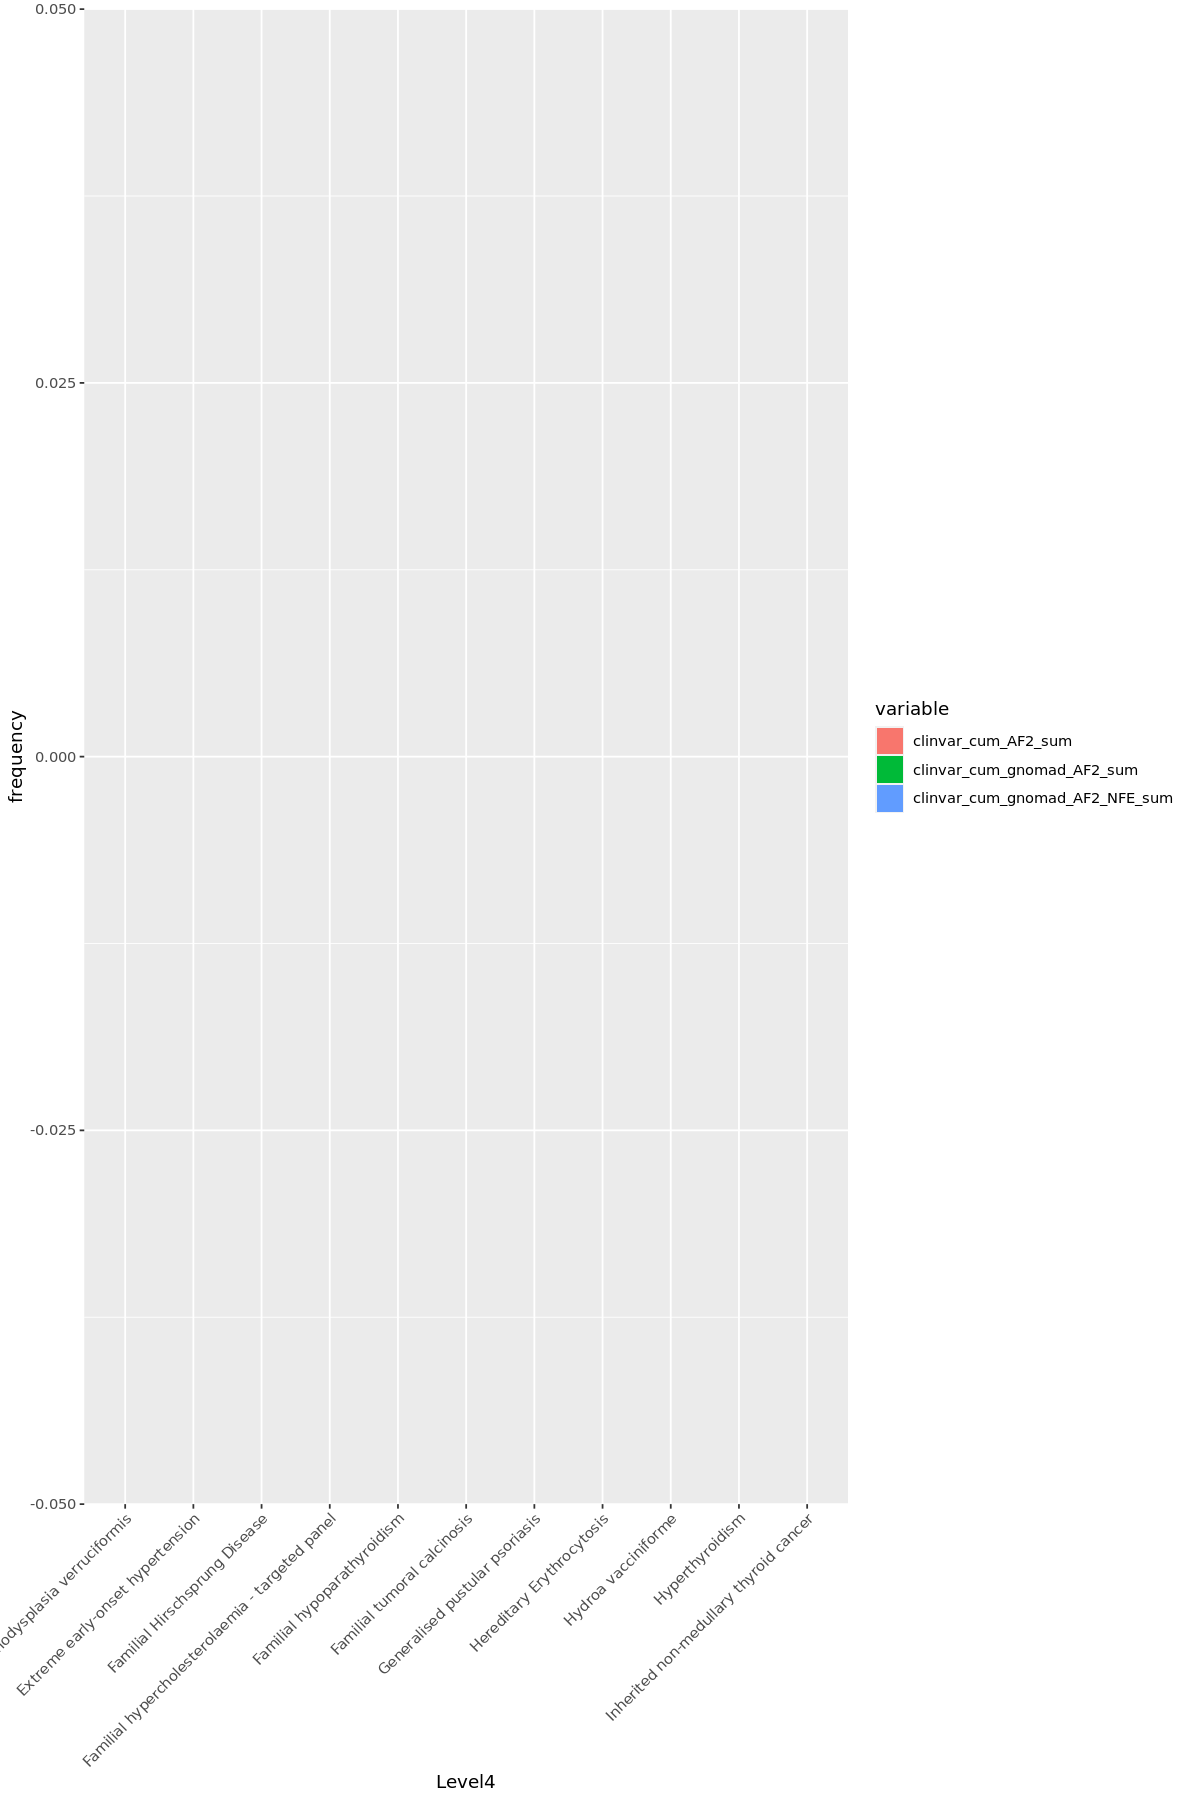 0.050
0.025
0.000
-0.025
-0.050
frequency
variable
clinvar_cum_AF2_sum
clinvar_cum_gnomad_AF2_sum
clinvar_cum_gnomad_AF2_NFE_sum
verruciformis
Extreme early-onset hypertension
Familial Hirschsprung Disease
Familial hypercholesterolaemia - targeted panel
Familial hypoparathyroidism
Familial tumoral calcinosis
Generalised pustular psoriasis
Hereditary Erythrocytosis
Hydroa vacciniforme
Hyperthyroidism
Inherited non-medullary thyroid cancer
Level4